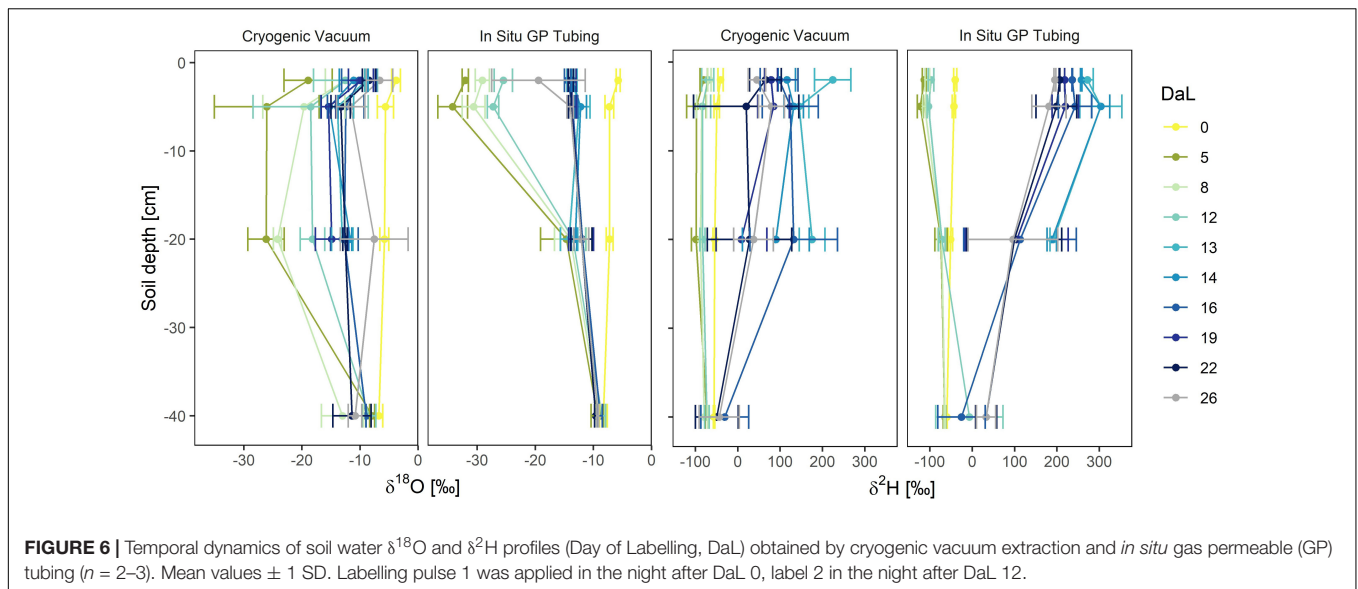 Cryogenic Vacuum
In Situ GP Tubing
Cryogenic Vacuum
In Situ GP Tubing
Soil depth [cm]
0
-10
-20
-30
-40
-30 -20 -10 0
-30 -20 -10 0
-100 0 100 200 300
-100 0 100 200 300
δ¹⁸O [‰]
δ²H [‰]
DaL
0
5
8
12
13
14
16
19
22
26
FIGURE 6 | Temporal dynamics of soil water δ¹⁸O and δ²H profiles (Day of Labelling, DaL) obtained by cryogenic vacuum extraction and in situ gas permeable (GP)
tubing (n = 2–3). Mean values ± 1 SD. Labelling pulse 1 was applied in the night after DaL 0, label 2 in the night after DaL 12.